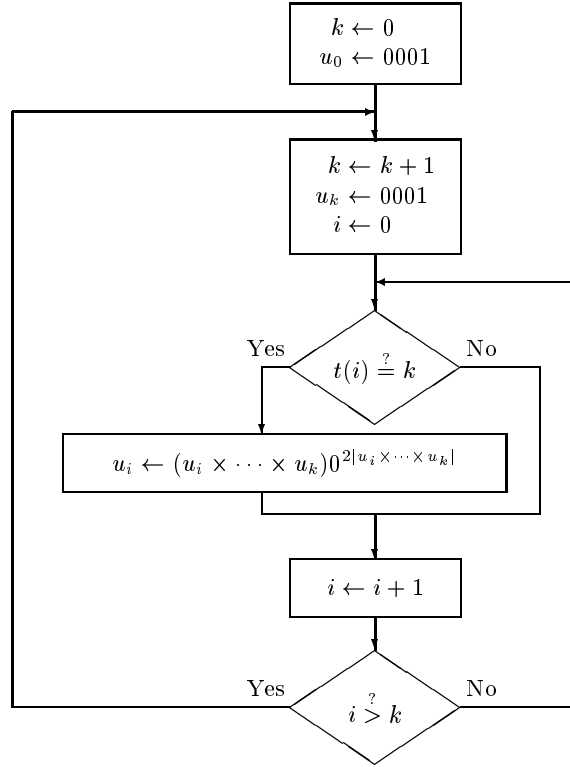 k ← 0
u₀ ← 0001
k ← k + 1
uₖ ← 0001
i ← 0
Yes
No
t(i) ≟ k
uᵢ ← (uᵢ × ··· × uₖ)0^{2|uᵢ×···×uₖ|}
i ← i + 1
Yes
No
i >^? k